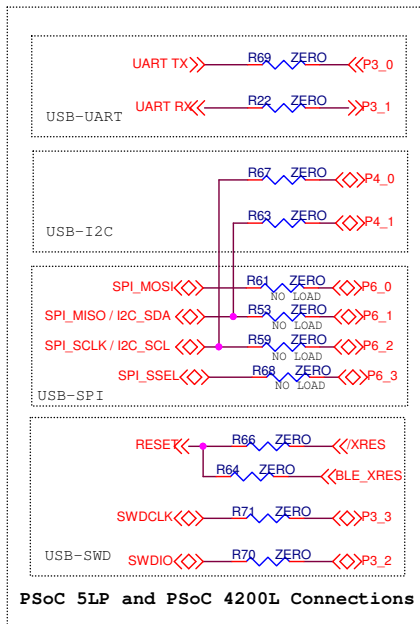 UART TX R69 ZERO P3_0
UART RX R22 ZERO P3_1
USB-UART
R67 ZERO P4_0
R63 ZERO P4_1
USB-I2C
SPI_MOSI R61 ZERO P6_0
NO LOAD
SPI_MISO / I2C_SDA R53 ZERO P6_1
NO LOAD
SPI_SCLK / I2C_SCL R59 ZERO P6_2
NO LOAD
SPI_SSEL R68 ZERO P6_3
NO LOAD
USB-SPI
RESET R66 ZERO /XRES
R64 ZERO BLE_XRES
SWDCLK R71 ZERO P3_3
USB-SWD
SWDIO R70 ZERO P3_2
PSoC 5LP and PSoC 4200L Connections